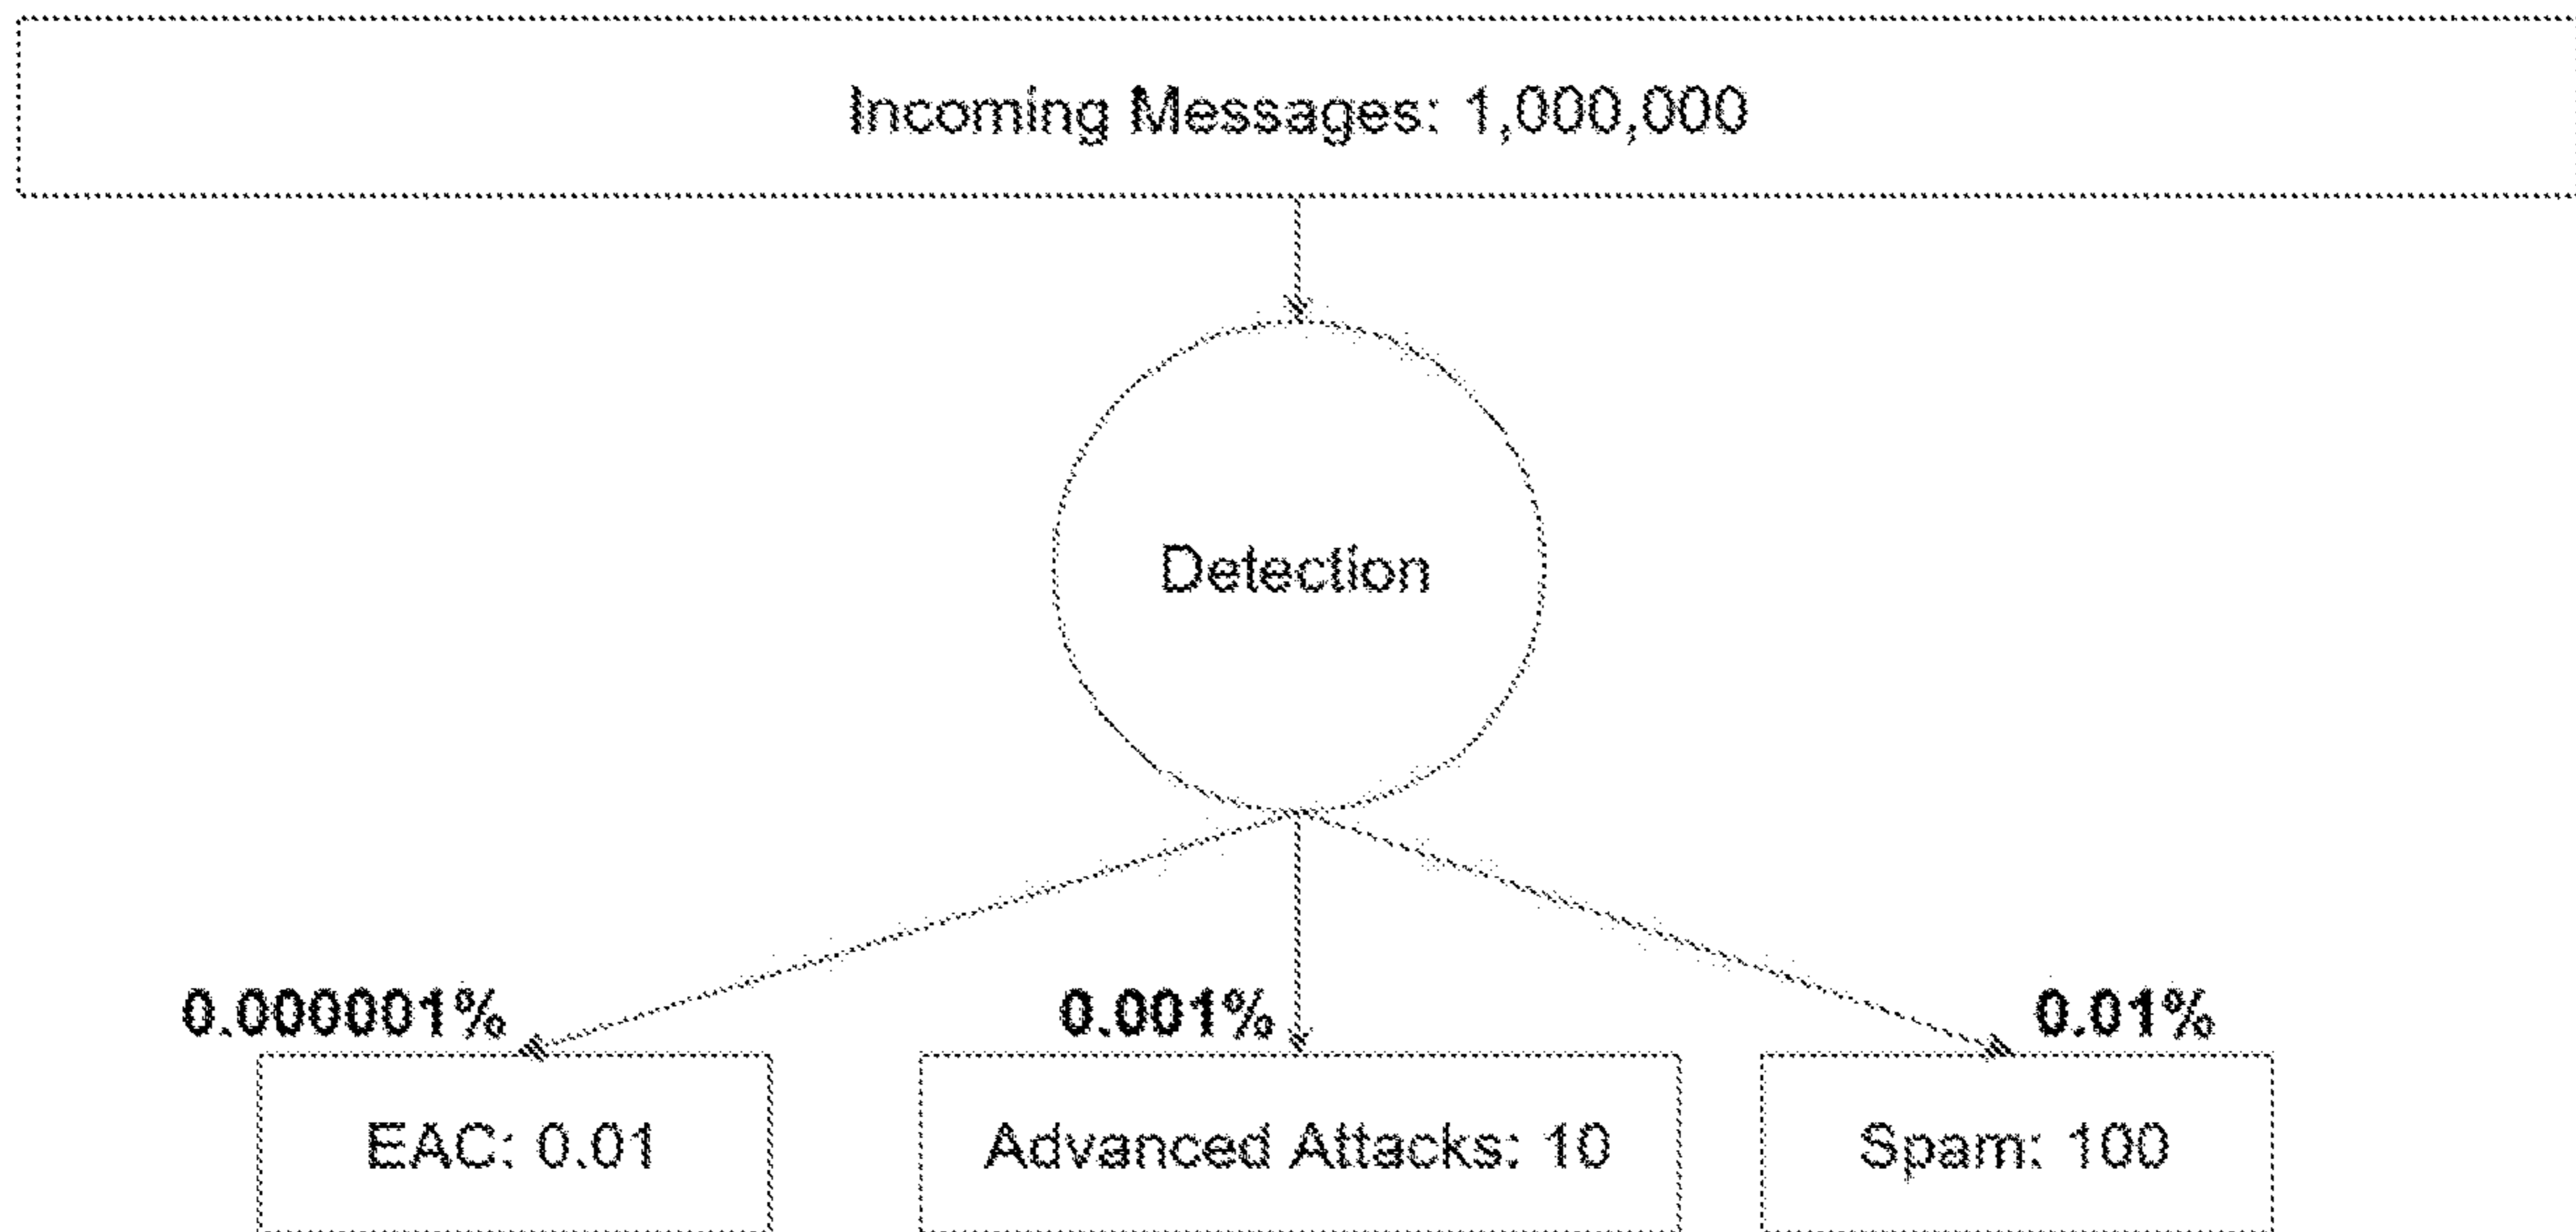 Incoming Messages: 1,000,000
Detection
0.000001%
0.001%
0.01%
EAC: 0.01
Advanced Attacks: 10
Spam: 100